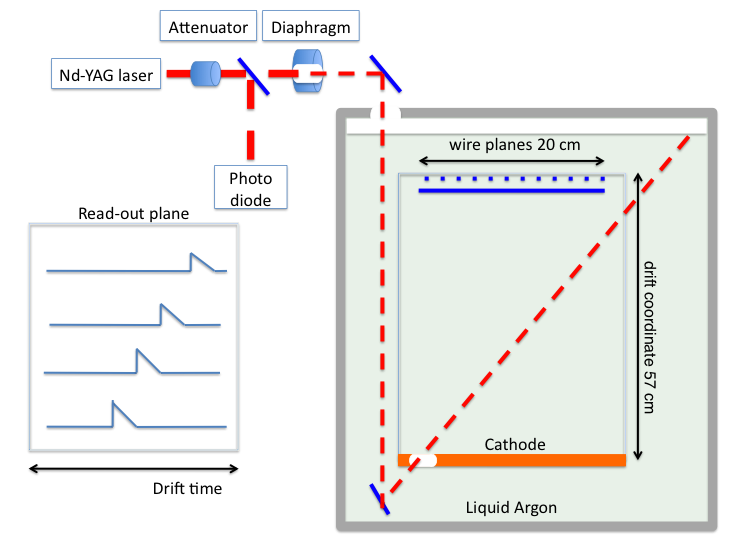 Attenuator
Diaphragm
Nd-YAG laser
Photo
diode
wire planes 20 cm
Read-out plane
drift coordinate 57 cm
Cathode
Drift time
Liquid Argon